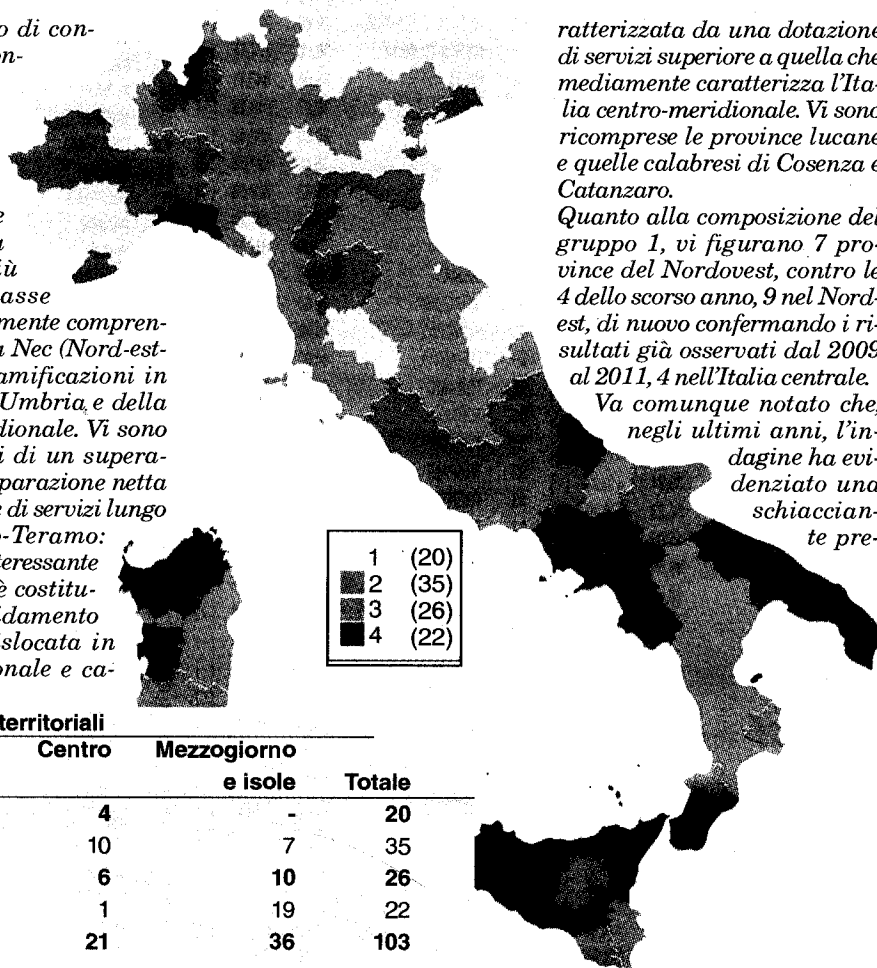 o di con-
on-
e
a
iù
asse
mente compren-
a Nec (Nord-est-
amificazioni in
Umbria e della
dionale. Vi sono
i di un supera-
parazione netta
e di servizi lungo
o-Teramo:
teressante
è costitu-
damento
islocata in
onale e ca-
ratterizzata da una dotazione
di servizi superiore a quella che
mediamente caratterizza l'Ita-
lia centro-meridionale. Vi sono
ricomprese le province lucane
e quelle calabresi di Cosenza e
Catanzaro.
Quanto alla composizione del
gruppo 1, vi figurano 7 pro-
vince del Nordovest, contro le
4 dello scorso anno, 9 nel Nord-
est, di nuovo confermando i ri-
sultati già osservati dal 2009
al 2011, 4 nell'Italia centrale.
Va comunque notato che,
negli ultimi anni, l'in-
dagine ha evi-
denziato una
schiaccian-
te pre-
1 (20)
2 (35)
3 (26)
4 (22)
territoriali
Centro Mezzogiorno
e isole Totale
4 - 20
10 7 35
6 10 26
1 19 22
21 36 103